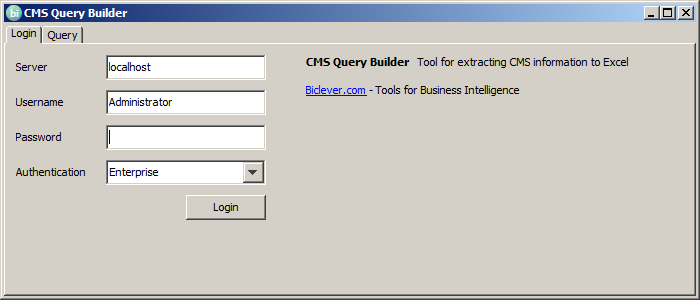 bi CMS Query Builder
Login Query
Server localhost
Username Administrator
Password
Authentication Enterprise
Login
CMS Query Builder Tool for extracting CMS information to Excel
Biclever.com - Tools for Business Intelligence